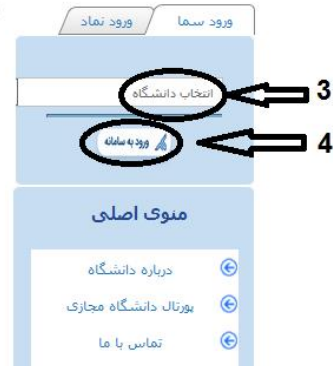 ورود سما ورود نماد
انتخاب دانشگاه 3
ورود به سامانه 4
منوی اصلی
درباره دانشگاه
پورتال دانشگاه مجازی
تماس با ما